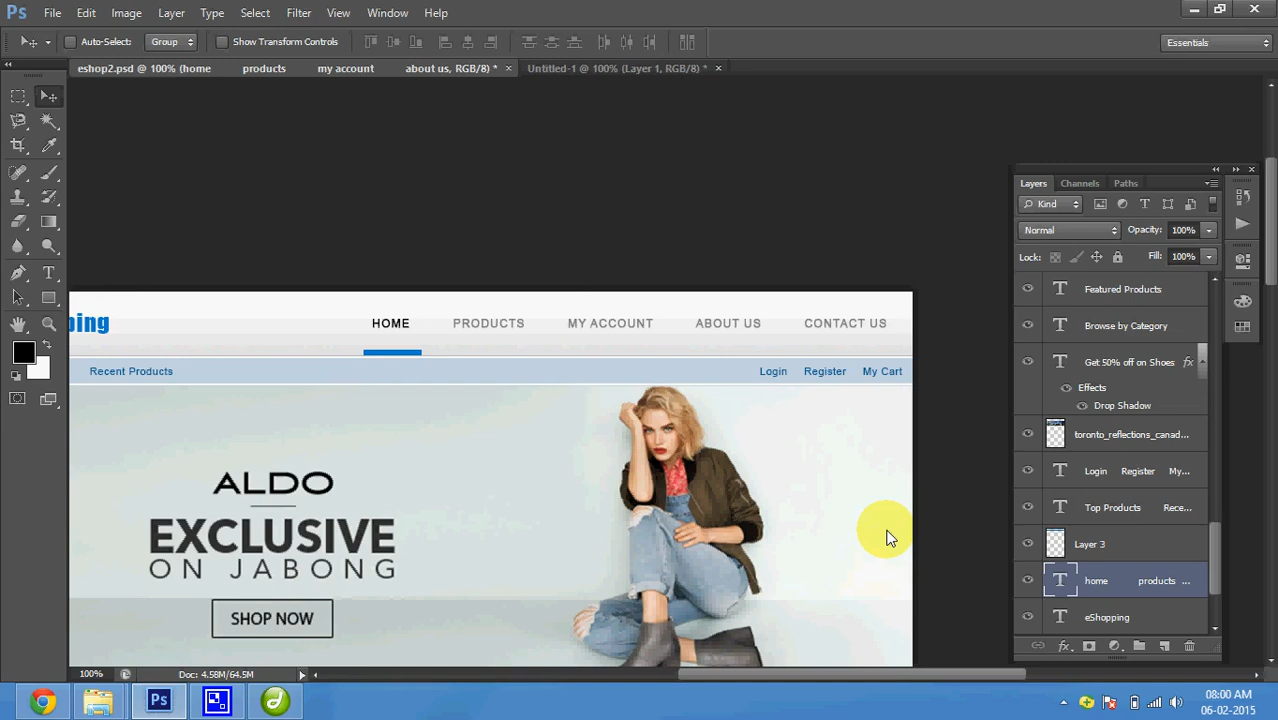 Ps File Edit Image Layer Type Select Filter 3D View Window Help
Auto-Select: Group Show Transform Controls Essentials
eshop2.psd @ 100% (home products my account about us, RGB/8) * × Untitled-1 @ 100% (Layer 1, RGB/8) * ×
Layers Channels Paths
Kind
Normal Opacity: 100%
Lock: Fill: 100%
Featured Products
Browse by Category
Get 50% off on Shoes fx
Effects
Drop Shadow
toronto_reflections_canad...
Login Register My...
Top Products Rece...
Layer 3
home products ...
eShopping
ping HOME PRODUCTS MY ACCOUNT ABOUT US CONTACT US
Recent Products Login Register My Cart
ALDO
EXCLUSIVE
ON JABONG
SHOP NOW
100% Doc: 4.58M/64.5M
Ps
08:00 AM
06-02-2015